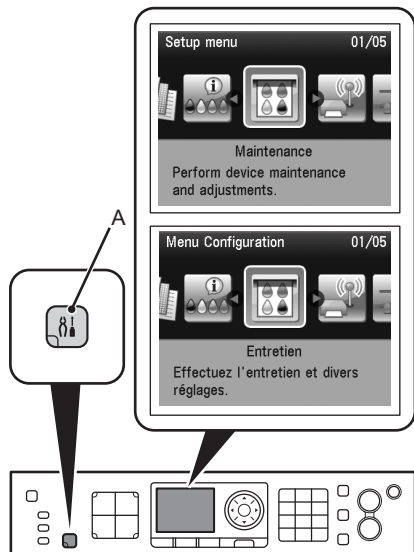 Setup menu 01/05
Maintenance
Perform device maintenance
and adjustments.
A
Menu Configuration 01/05
Entretien
Effectuez l'entretien et divers
réglages.